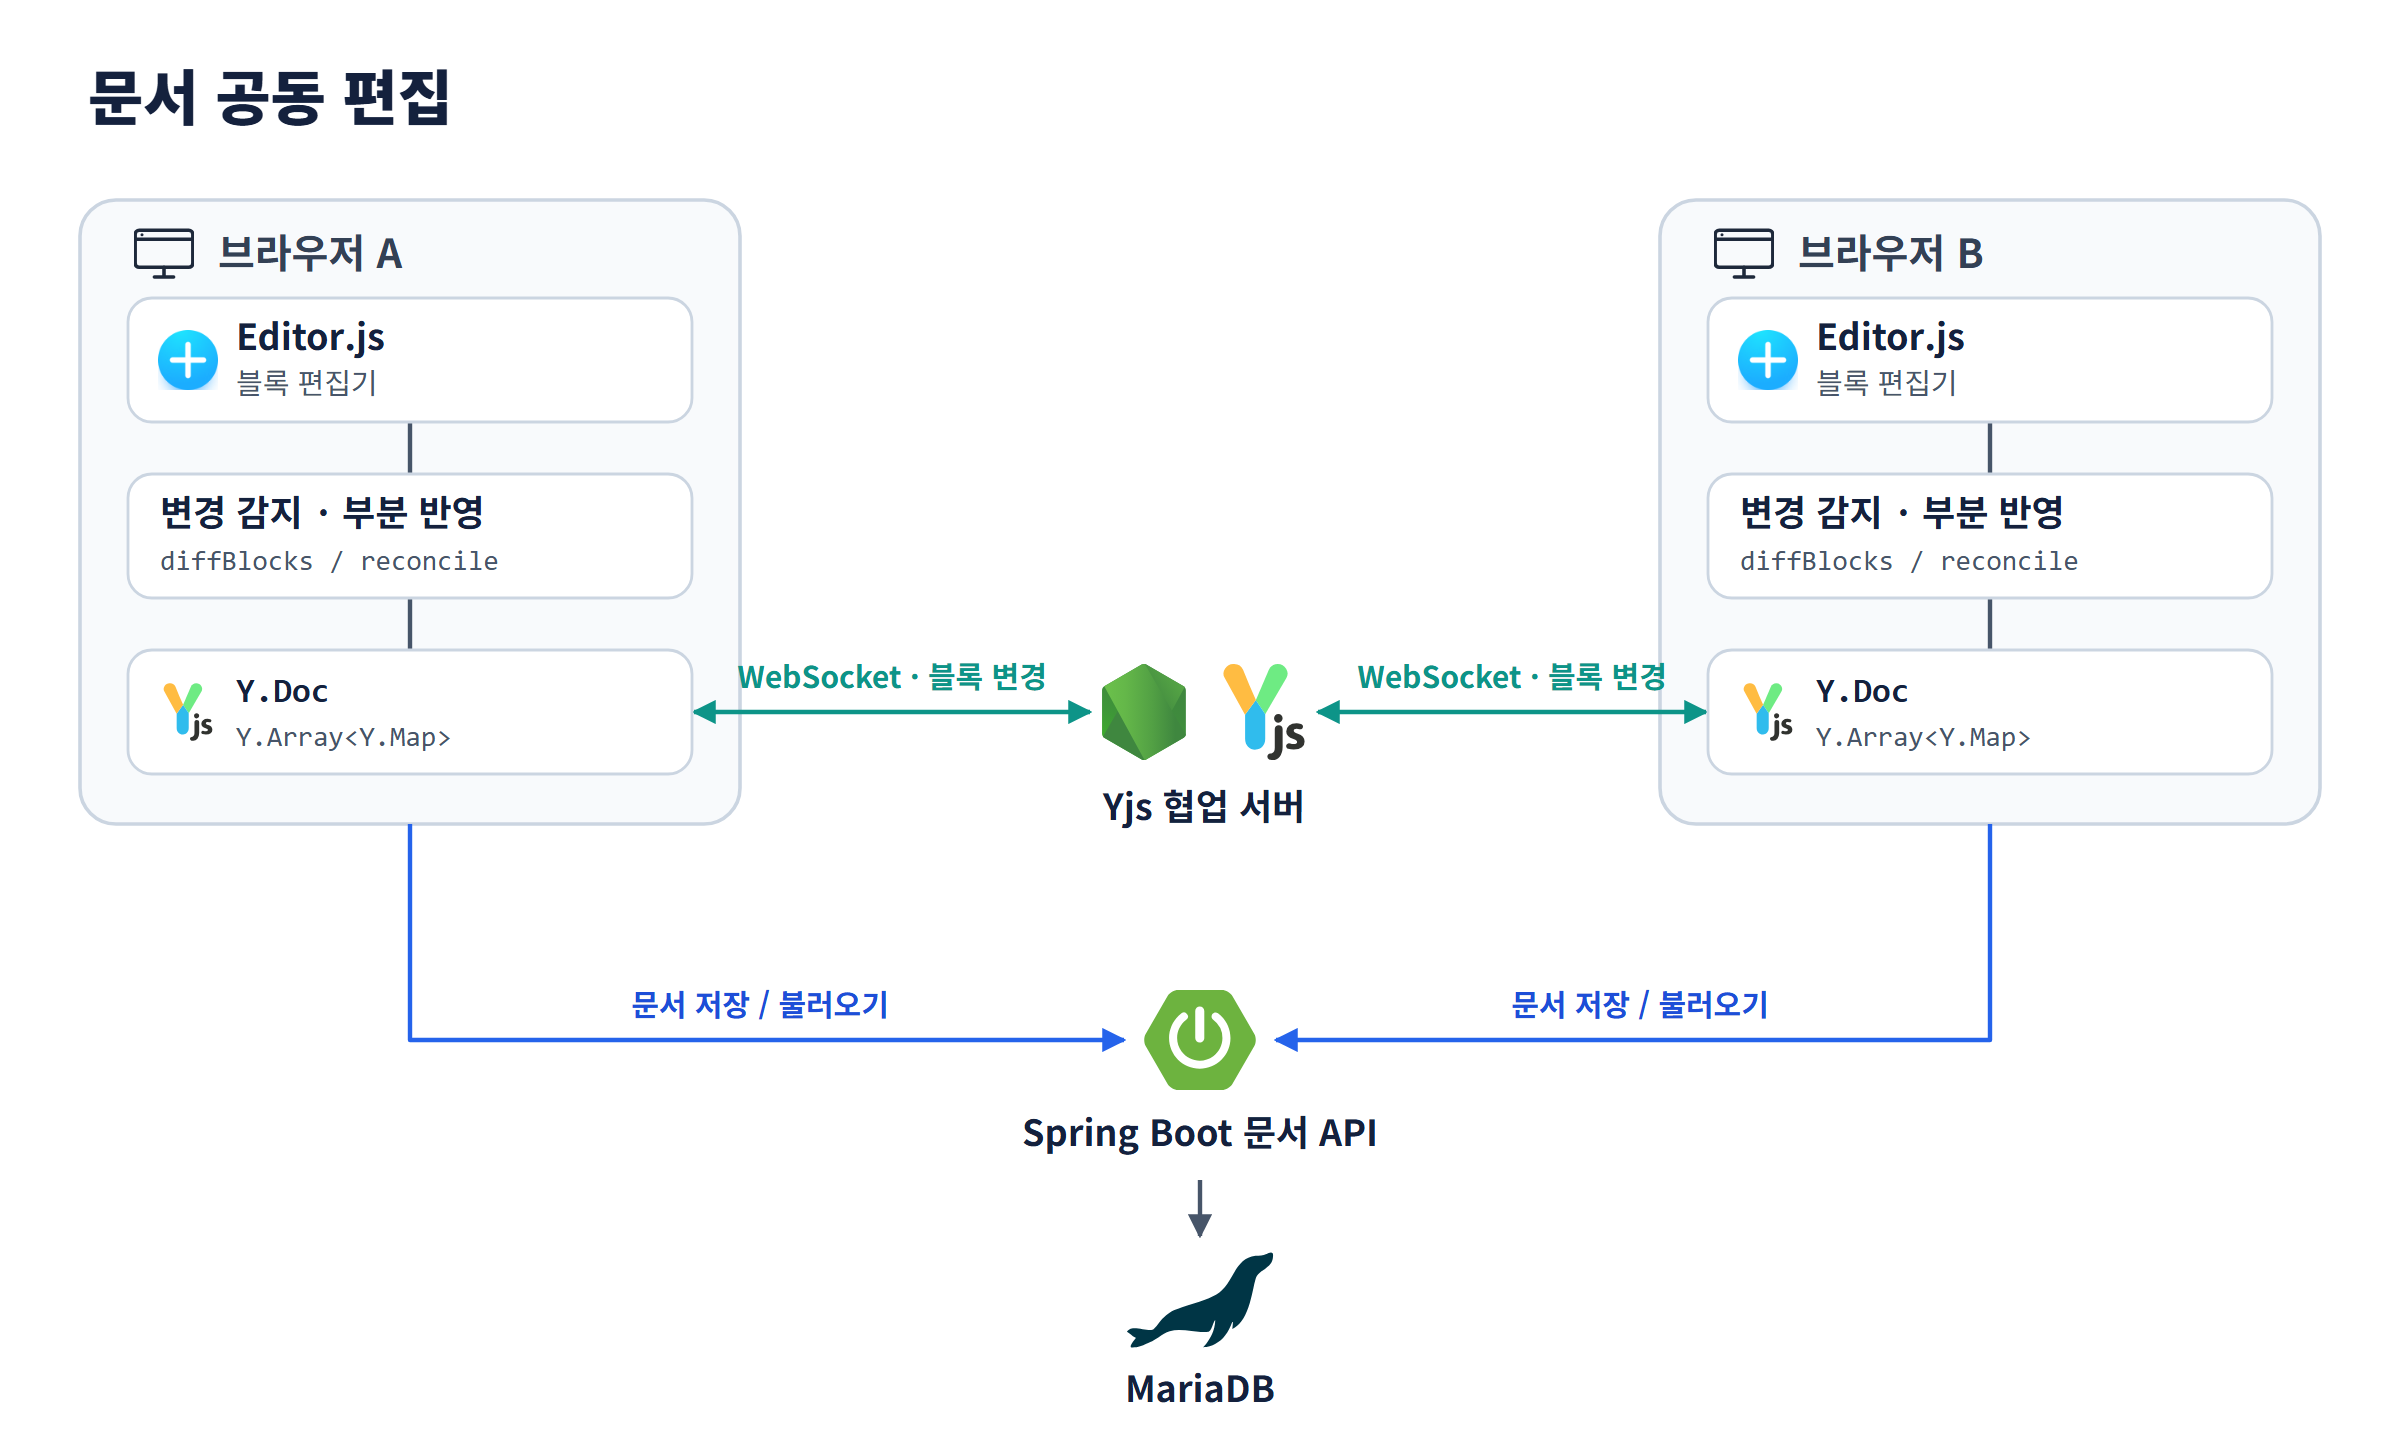 문서 공동 편집
브라우저 A
Editor.js
블록 편집기
변경 감지 · 부분 반영
diffBlocks / reconcile
js
Y.Doc
Y.Array<Y.Map>
WebSocket · 블록 변경
js
Yjs 협업 서버
WebSocket · 블록 변경
브라우저 B
Editor.js
블록 편집기
변경 감지 · 부분 반영
diffBlocks / reconcile
js
Y.Doc
Y.Array<Y.Map>
문서 저장 / 불러오기
문서 저장 / 불러오기
Spring Boot 문서 API
MariaDB